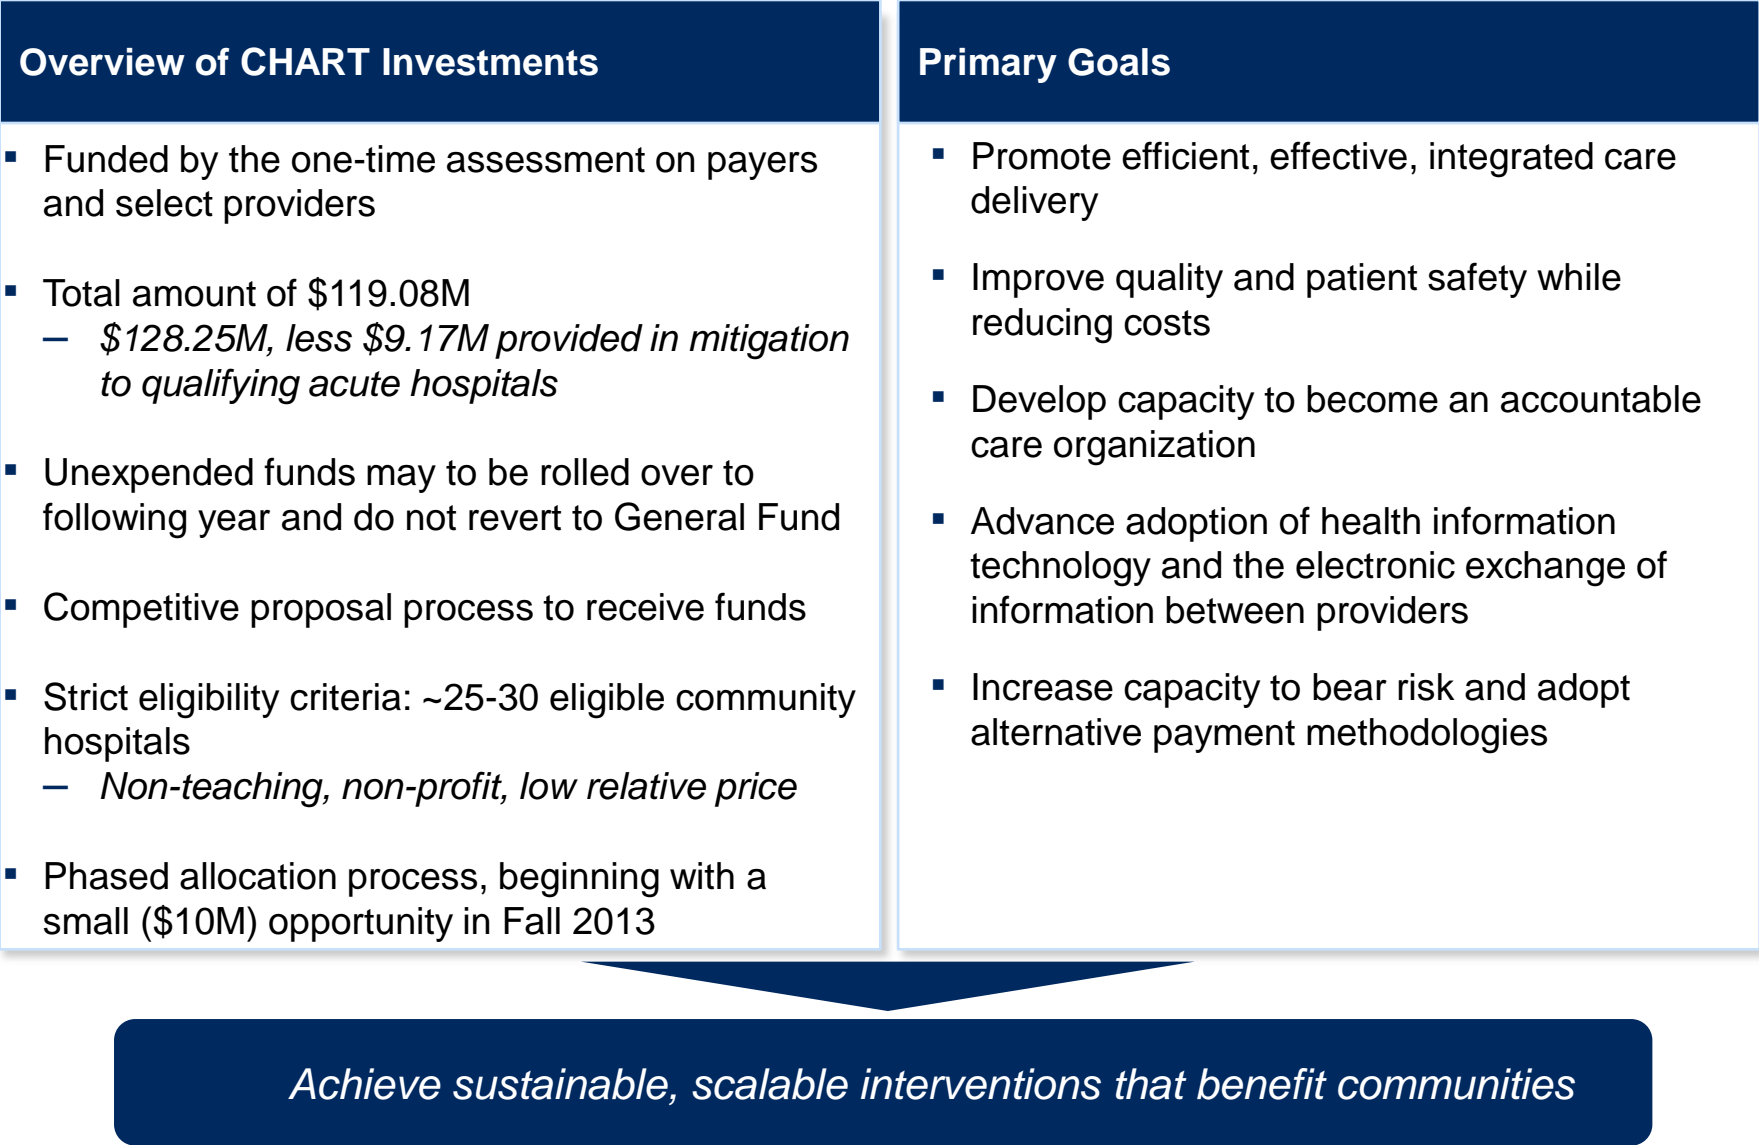 Overview of CHART Investments
▪ Funded by the one-time assessment on payers
and select providers
▪ Total amount of $119.08M
– $128.25M, less $9.17M provided in mitigation
to qualifying acute hospitals
▪ Unexpended funds may to be rolled over to
following year and do not revert to General Fund
▪ Competitive proposal process to receive funds
▪ Strict eligibility criteria: ~25-30 eligible community
hospitals
– Non-teaching, non-profit, low relative price
▪ Phased allocation process, beginning with a
small ($10M) opportunity in Fall 2013
Primary Goals
▪ Promote efficient, effective, integrated care
delivery
▪ Improve quality and patient safety while
reducing costs
▪ Develop capacity to become an accountable
care organization
▪ Advance adoption of health information
technology and the electronic exchange of
information between providers
▪ Increase capacity to bear risk and adopt
alternative payment methodologies
Achieve sustainable, scalable interventions that benefit communities